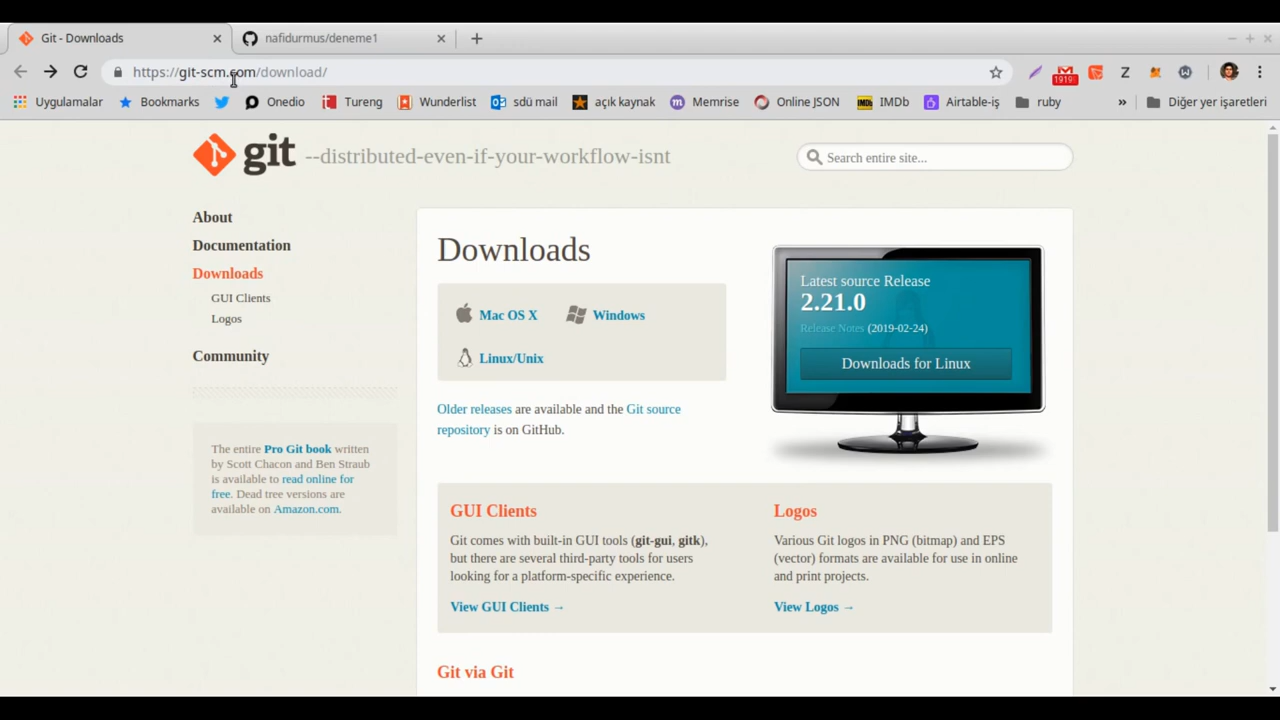 Git - Downloads
nafidurmus/deneme1
https://git-scm.com/download/
1919
Z
Uygulamalar
Bookmarks
Onedio
Tureng
Wunderlist
sdü mail
açık kaynak
Memrise
Online JSON
IMDb
Airtable-iş
ruby
»
Diğer yer işaretleri
git --distributed-even-if-your-workflow-isnt
Search entire site...
About
Documentation
Downloads
GUI Clients
Logos
Community
The entire Pro Git book written
by Scott Chacon and Ben Straub
is available to read online for
free. Dead tree versions are
available on Amazon.com.
Downloads
Mac OS X
Windows
Linux/Unix
Older releases are available and the Git source
repository is on GitHub.
Latest source Release
2.21.0
Release Notes (2019-02-24)
Downloads for Linux
GUI Clients
Git comes with built-in GUI tools (git-gui, gitk),
but there are several third-party tools for users
looking for a platform-specific experience.
View GUI Clients →
Logos
Various Git logos in PNG (bitmap) and EPS
(vector) formats are available for use in online
and print projects.
View Logos →
Git via Git